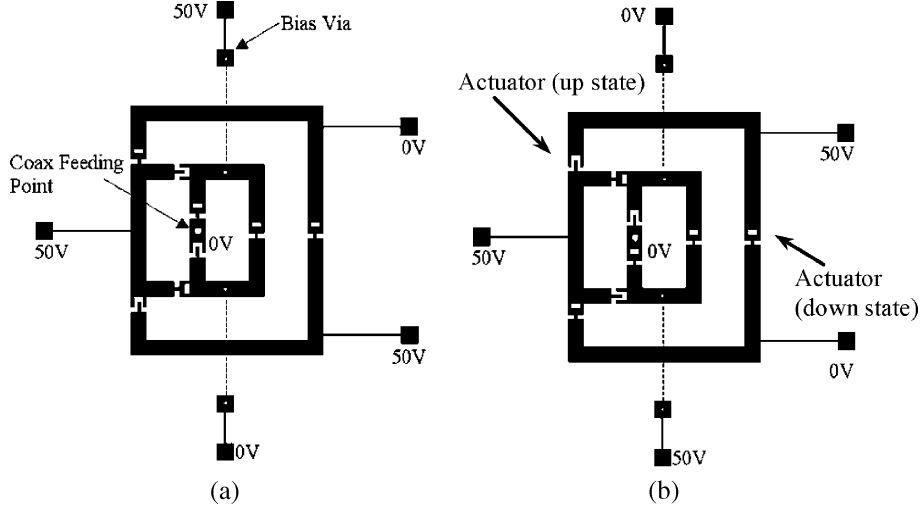 50V
Bias Via
0V
Coax Feeding
Point
0V
50V
50V
0V
(a)
0V
Actuator (up state)
50V
0V
50V
Actuator
(down state)
0V
50V
(b)